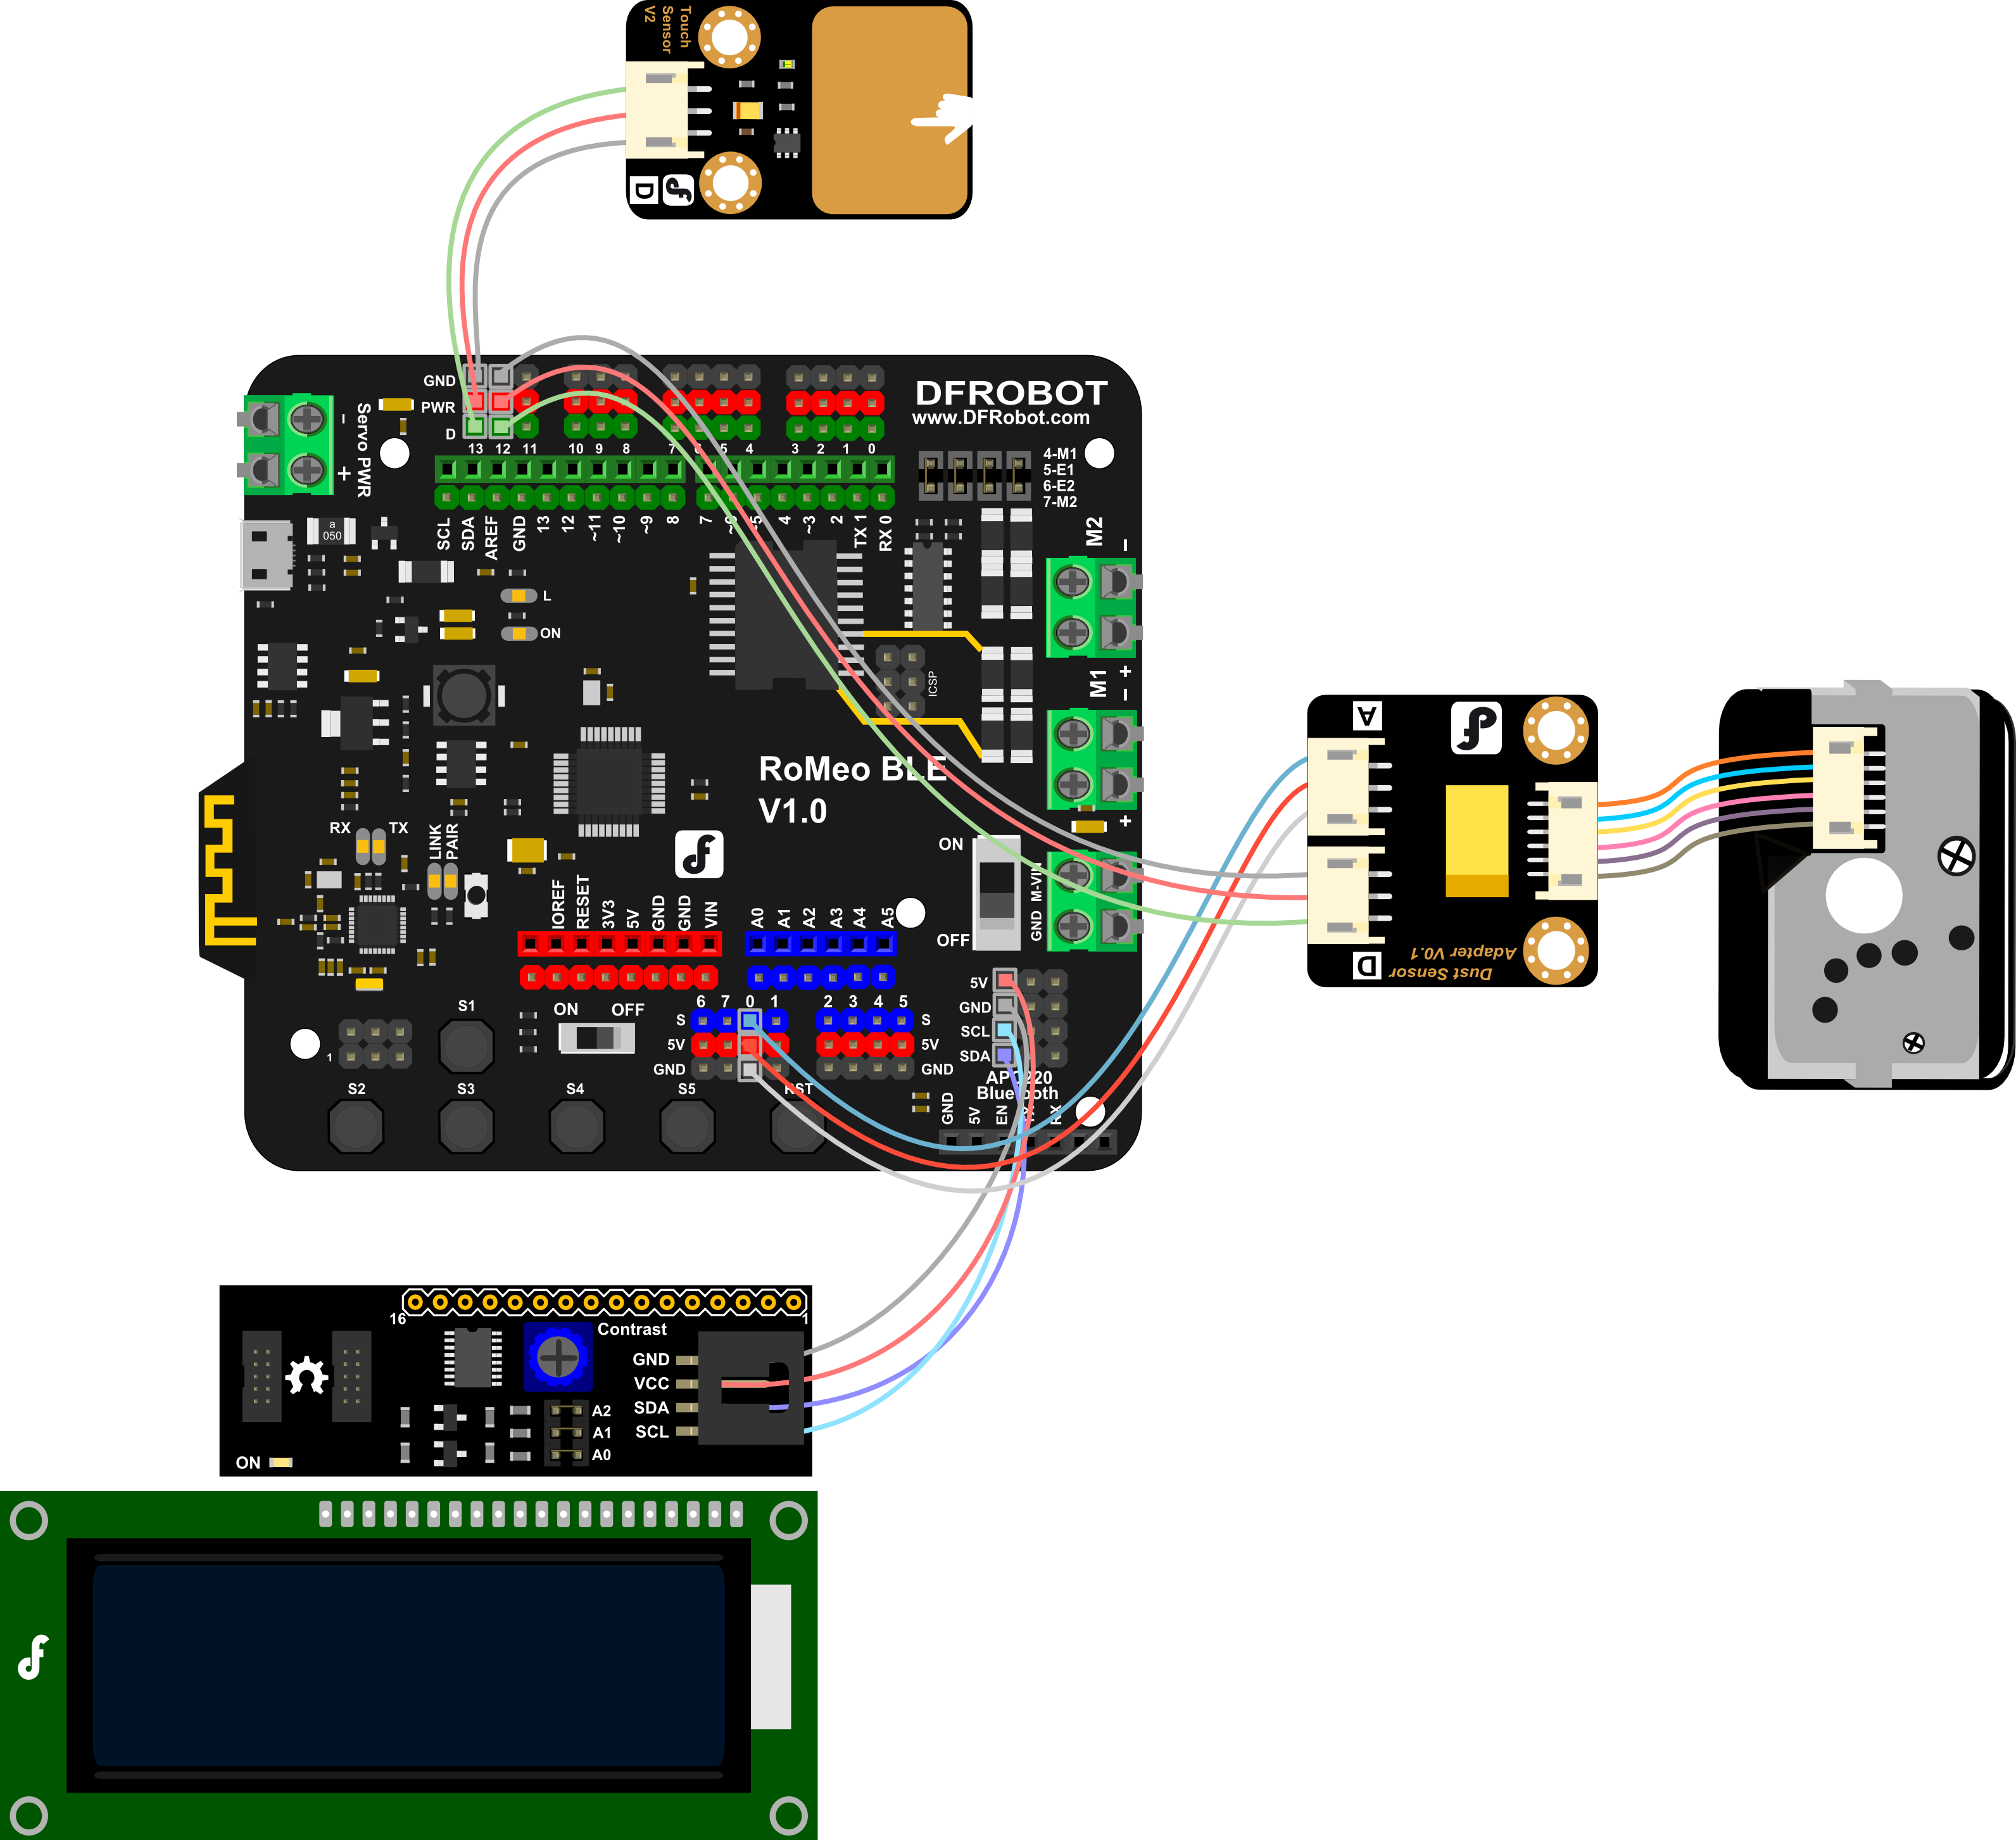 Touch
Sensor
V2
D
GND
PWR
D
13 12 11 10 9 8 7 6 5 4 3 2 1 0
DFROBOT
www.DFRobot.com
4-M1
5-E1
6-E2
7-M2
Servo PWR
-
+
a
050
SCL SDA AREF GND 13 12 ~11 ~10 ~9 8 7 ~6 ~5 4 ~3 2 TX 1 RX 0
M2
-
+
L
ON
ICSP
M1
-
+
RoMeo BLE
V1.0
RX TX
LINK
PAIR
ON
OFF
M-VIN
GND
IOREF RESET 3V3 5V GND GND VIN
A0 A1 A2 A3 A4 A5
S1
ON OFF
6 7 0 1 2 3 4 5
S S
5V 5V
GND GND
5V
GND
SCL
SDA
Bluetooth
GND 5V EN TX RX
1
S2 S3 S4 S5 RST
A
D
Dust Sensor
Adapter V0.1
16 1
Contrast
GND
VCC
SDA
SCL
A2
A1
A0
ON